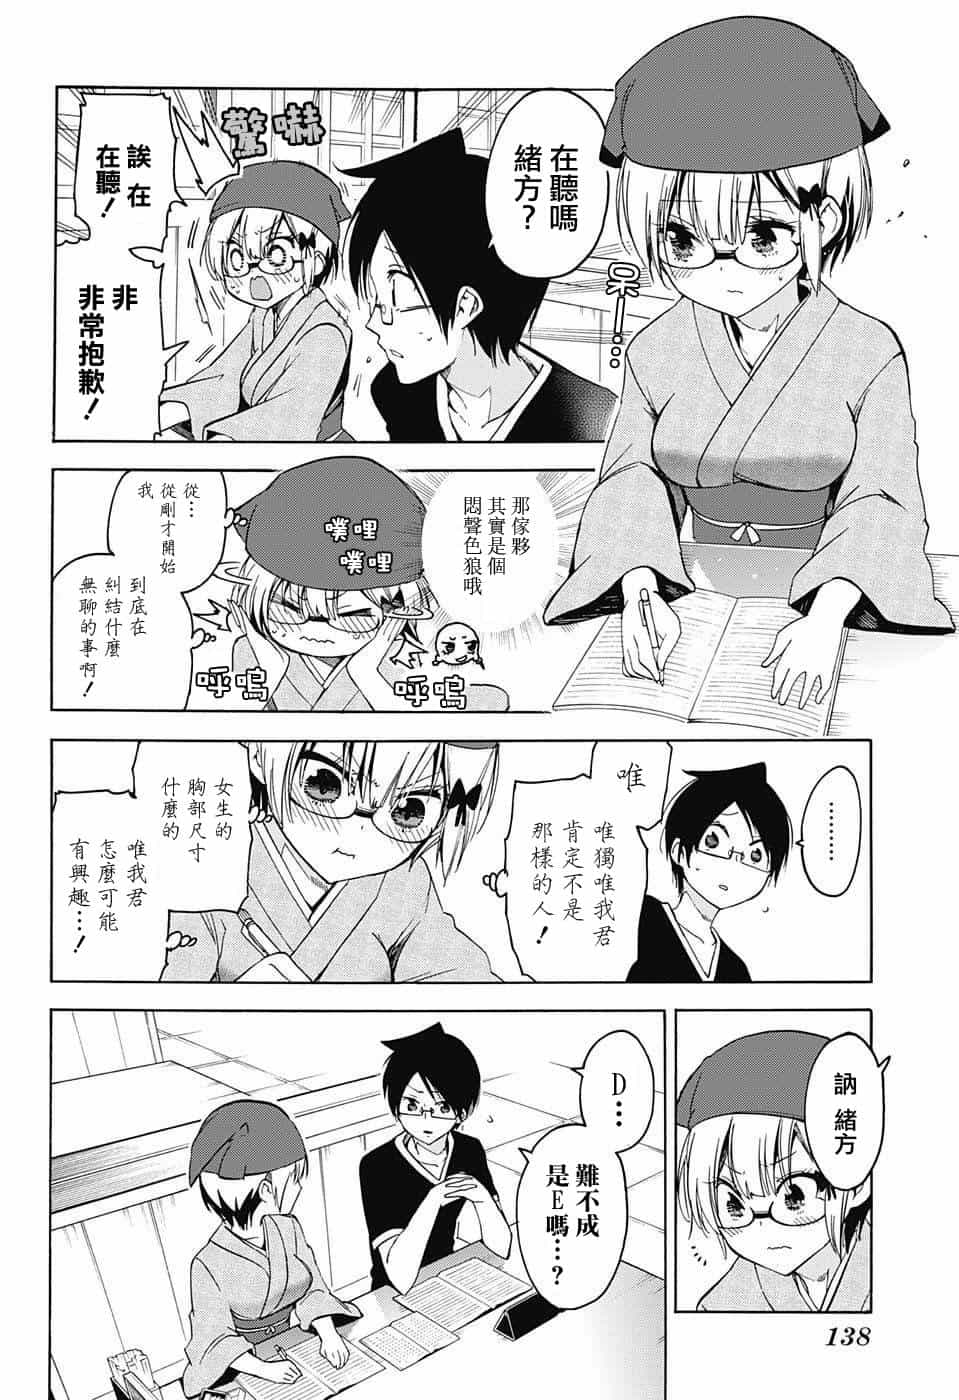 呆ー…
在聽嗎
緒方？
驚嚇
誒 在
在聽！
非
非常抱歉！
那傢夥
其實是個
悶聲色狼哦
噗哩
噗哩
呼嗚
呼嗚
從…
從剛才開始
我
到底在
糾結什麼
無聊的事啊！
………
唯
唯獨唯我君
肯定不是
那樣的人！
女生的
胸部尺寸
什麼的
唯我君
怎麼可能
有興趣…！
訥 緒方
D…
難不成
是E嗎…？
138